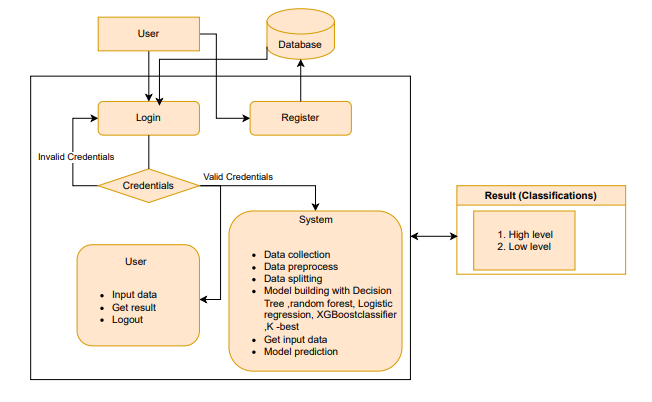 User
Database
Login
Register
Invalid Credentials
Credentials
Valid Credentials
System
• Data collection
• Data preprocess
• Data splitting
• Model building with Decision
Tree ,random forest, Logistic
regression, XGBoostclassifier
,K -best
• Get input data
• Model prediction
User
• Input data
• Get result
• Logout
Result (Classifications)
1. High level
2. Low level